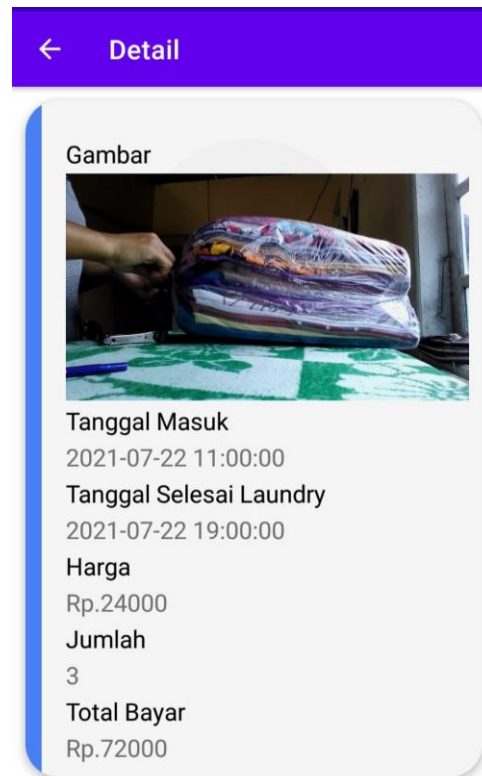 Detail
Gambar
Tanggal Masuk
2021-07-22 11:00:00
Tanggal Selesai Laundry
2021-07-22 19:00:00
Harga
Rp.24000
Jumlah
3
Total Bayar
Rp.72000